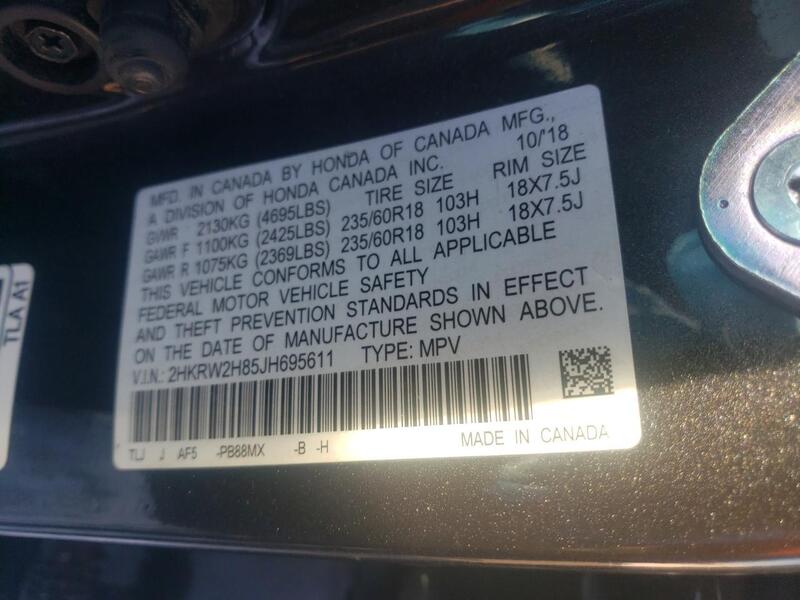 MFD. IN CANADA BY HONDA OF CANADA MFG.,
A DIVISION OF HONDA CANADA INC. 10/'18
GVWR 2130KG (4695LBS) TIRE SIZE RIM SIZE
GAWR F 1100KG (2425LBS) 235/60R18 103H 18X7.5J
GAWR R 1075KG (2369LBS) 235/60R18 103H 18X7.5J
THIS VEHICLE CONFORMS TO ALL APPLICABLE
FEDERAL MOTOR VEHICLE SAFETY
AND THEFT PREVENTION STANDARDS IN EFFECT
ON THE DATE OF MANUFACTURE SHOWN ABOVE.
V.I.N.: 2HKRW2H85JH695611 TYPE: MPV
TLJ J AF5 -PB88MX -B -H MADE IN CANADA
TLA A1